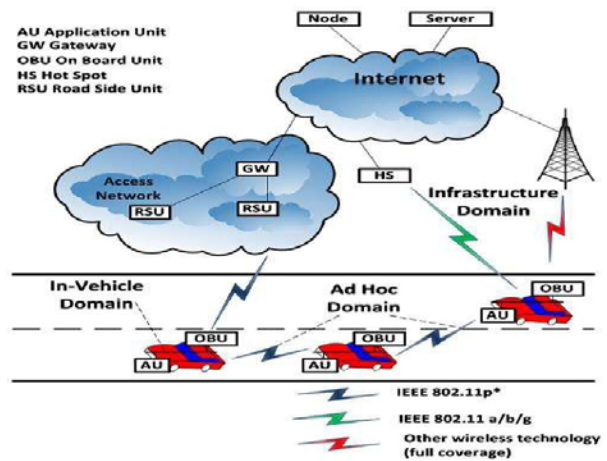 Node
Server
AU Application Unit
GW Gateway
OBU On Board Unit
HS Hot Spot
RSU Road Side Unit
Internet
GW
Access
Network
RSU
RSU
HS
Infrastructure
Domain
In-Vehicle
Domain
Ad Hoc
Domain
OBU
AU
OBU
AU
OBU
AU
IEEE 802.11p*
IEEE 802.11 a/b/g
Other wireless technology
(full coverage)